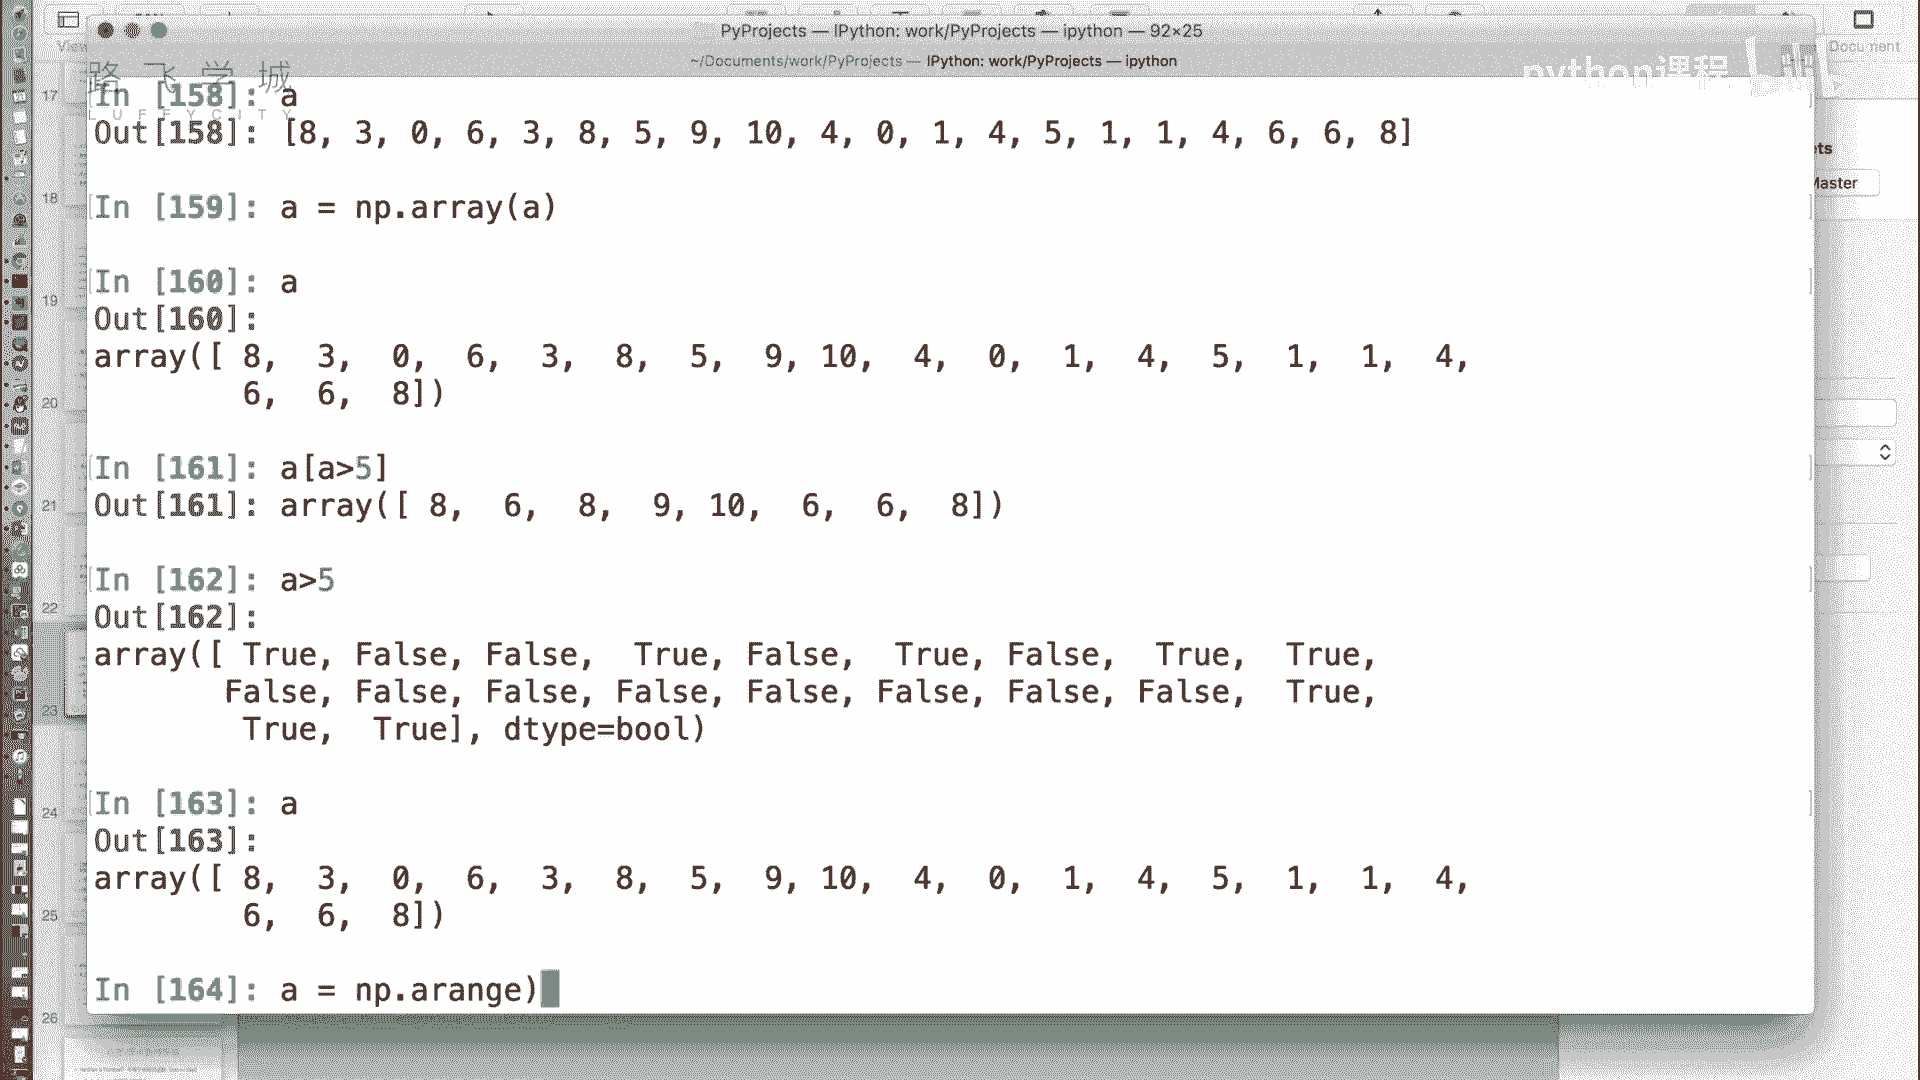 PyProjects — IPython: work/PyProjects — ipython — 92×25
~/Documents/work/PyProjects — IPython: work/PyProjects — ipython
View
Document
路飞学城
LUFFYCITY
python课程
In [158]: a
Out[158]: [8, 3, 0, 6, 3, 8, 5, 9, 10, 4, 0, 1, 4, 5, 1, 1, 4, 6, 6, 8]
In [159]: a = np.array(a)
In [160]: a
Out[160]:
array([ 8,  3,  0,  6,  3,  8,  5,  9, 10,  4,  0,  1,  4,  5,  1,  1,  4,
6,  6,  8])
In [161]: a[a>5]
Out[161]: array([ 8,  6,  8,  9, 10,  6,  6,  8])
In [162]: a>5
Out[162]:
array([ True, False, False,  True, False,  True, False,  True,  True,
False, False, False, False, False, False, False, False,  True,
True,  True], dtype=bool)
In [163]: a
Out[163]:
array([ 8,  3,  0,  6,  3,  8,  5,  9, 10,  4,  0,  1,  4,  5,  1,  1,  4,
6,  6,  8])
In [164]: a = np.arange)
17
18
19
20
21
22
23
24
25
26